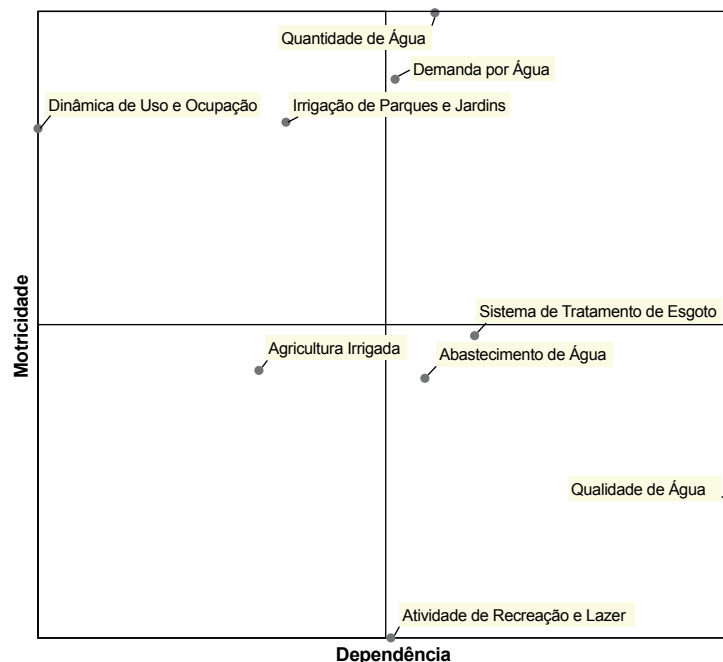 Quantidade de Água
Demanda por Água
Dinâmica de Uso e Ocupação
Irrigação de Parques e Jardins
Motricidade
Sistema de Tratamento de Esgoto
Agricultura Irrigada
Abastecimento de Água
Qualidade de Água
Atividade de Recreação e Lazer
Dependência